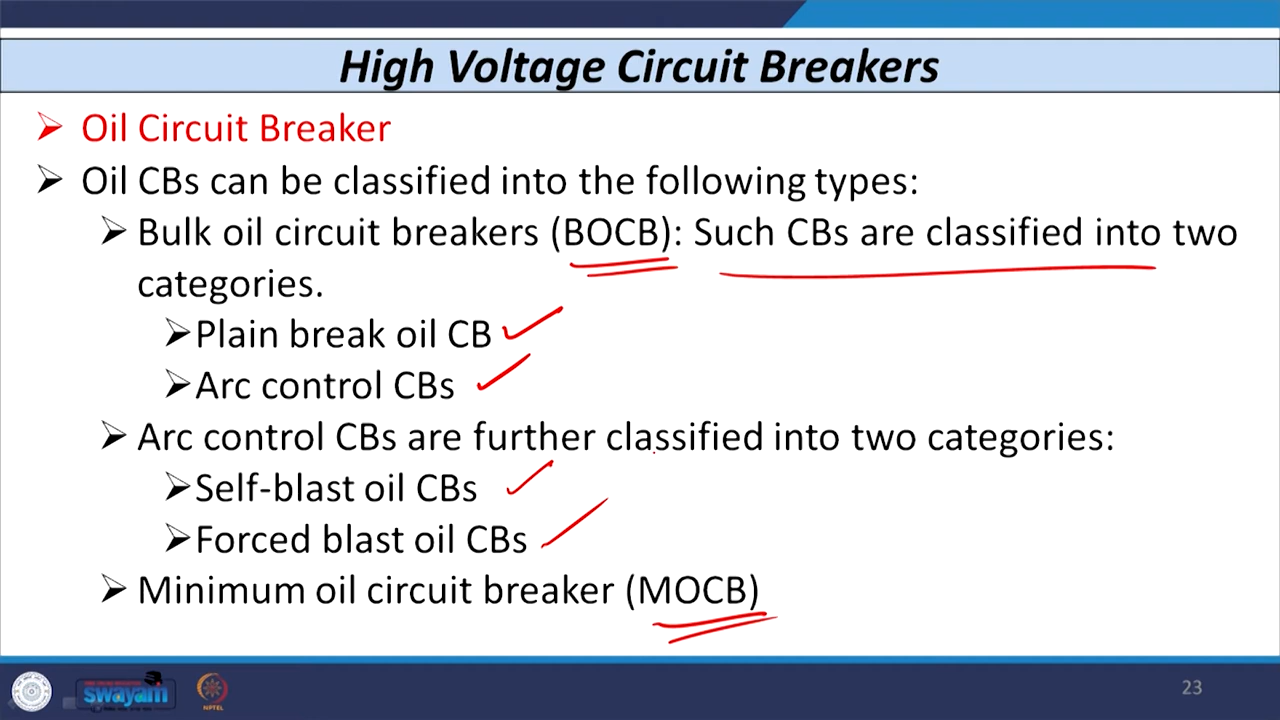 High Voltage Circuit Breakers
➢ Oil Circuit Breaker
➢ Oil CBs can be classified into the following types:
➢ Bulk oil circuit breakers (BOCB): Such CBs are classified into two
categories.
➢Plain break oil CB
➢Arc control CBs
➢ Arc control CBs are further classified into two categories:
➢Self-blast oil CBs
➢Forced blast oil CBs
➢ Minimum oil circuit breaker (MOCB)
swayam
NPTEL
23